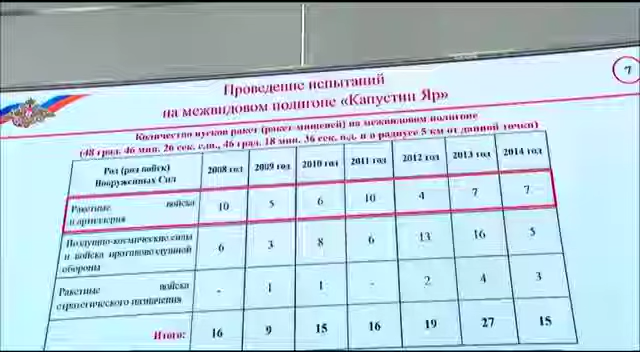 7
Проведение испытаний
на межвидовом полигоне «Капустин Яр»
Количество пусков ракет (ракет-мишеней) на межвидовом полигоне
(48 град. 46 мин. 26 сек. с.ш., 46 град. 18 мин. 36 сек. в.д. и в радиусе 5 км от данной точки)
Род (род войск) Вооруженных Сил 2008 год 2009 год 2010 год 2011 год 2012 год 2013 год 2014 год
Ракетные войска и артиллерия 10 5 6 10 4 7 7
Воздушно-космические силы и войска противовоздушной обороны 6 3 8 6 13 16 5
Ракетные войска стратегического назначения - 1 1 - 2 4 3
Итого: 16 9 15 16 19 27 15